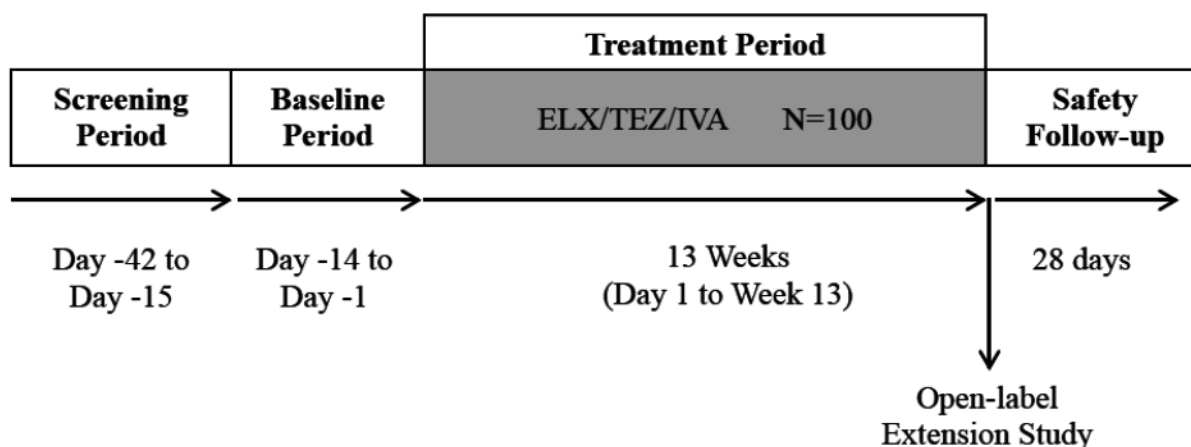 Treatment Period
Screening
Period
Baseline
Period
ELX/TEZ/IVA N=100
Safety
Follow-up
Day -42 to
Day -15
Day -14 to
Day -1
13 Weeks
(Day 1 to Week 13)
28 days
Open-label
Extension Study